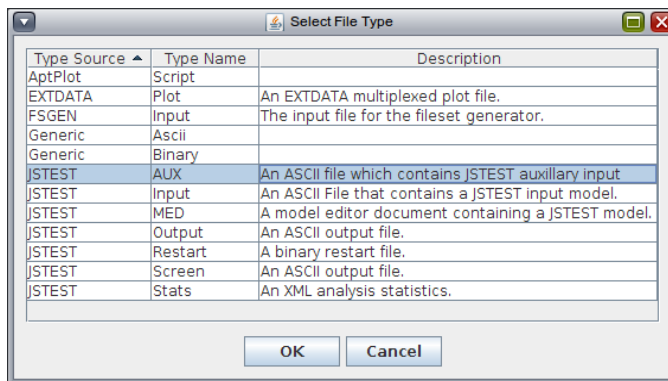 Select File Type
Type Source Type Name Description
AptPlot Script
EXTDATA Plot An EXTDATA multiplexed plot file.
FSGEN Input The input file for the fileset generator.
Generic Ascii
Generic Binary
JSTEST AUX An ASCII file which contains JSTEST auxillary input
JSTEST Input An ASCII File that contains a JSTEST input model.
JSTEST MED A model editor document containing a JSTEST model.
JSTEST Output An ASCII output file.
JSTEST Restart A binary restart file.
JSTEST Screen An ASCII output file.
JSTEST Stats An XML analysis statistics.
OK Cancel